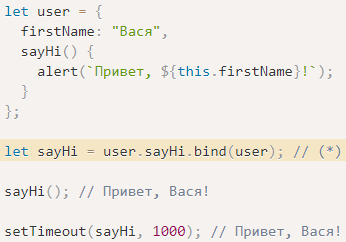 let user = {
  firstName: "Вася",
  sayHi() {
    alert(`Привет, ${this.firstName}!`);
  }
};
let sayHi = user.sayHi.bind(user); // (*)
sayHi(); // Привет, Вася!
setTimeout(sayHi, 1000); // Привет, Вася!